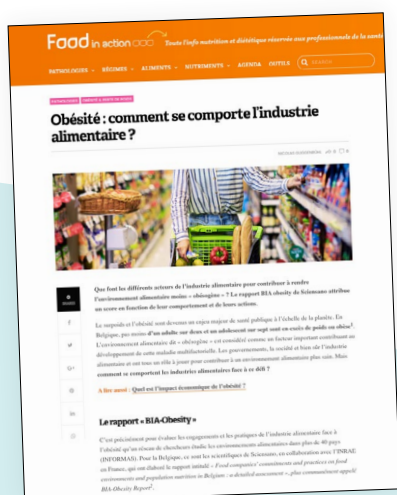 Food in action Toute l'info nutrition et diététique réservée aux professionnels de la santé
PATHOLOGIES RÉGIMES ALIMENTS NUTRIMENTS AGENDA OUTILS SEARCH
Obésité : comment se comporte l'industrie
alimentaire ?
0
SHARES
Que font les différents acteurs de l'industrie alimentaire pour contribuer à rendre
l'environnement alimentaire moins « obésogène » ? Le rapport BIA obesity de Sciensano attribue
un score en fonction de leur comportement et de leurs actions.
Le surpoids et l'obésité sont devenus un enjeu majeur de santé publique à l'échelle de la planète. En
Belgique, pas moins d'un adulte sur deux et un adolescent sur sept sont en excès de poids ou obèse1.
L'environnement alimentaire dit « obésogène » est considéré comme un facteur important contribuant au
développement de cette maladie multifactorielle. Les gouvernements, la société et bien sûr l'industrie
alimentaire ont tous un rôle à jouer pour contribuer à un environnement alimentaire plus sain. Mais
comment se comportent les industries alimentaires face à ce défi ?
A lire aussi : Quel est l'impact économique de l'obésité ?
Le rapport « BIA-Obesity »
C'est précisément pour évaluer les engagements et les pratiques de l'industrie alimentaire face à
l'obésité qu'un réseau de chercheurs étudie les environnements alimentaires dans plus de 40 pays
(INFORMAS). Pour la Belgique, ce sont les scientifiques de Sciensano, en collaboration avec l'INRAE
en France, qui ont élaboré le rapport intitulé « Food companies' commitments and practices on food
environments and population nutrition in Belgium : a detailed assessment », plus communément appelé
BIA-Obesity Report2.